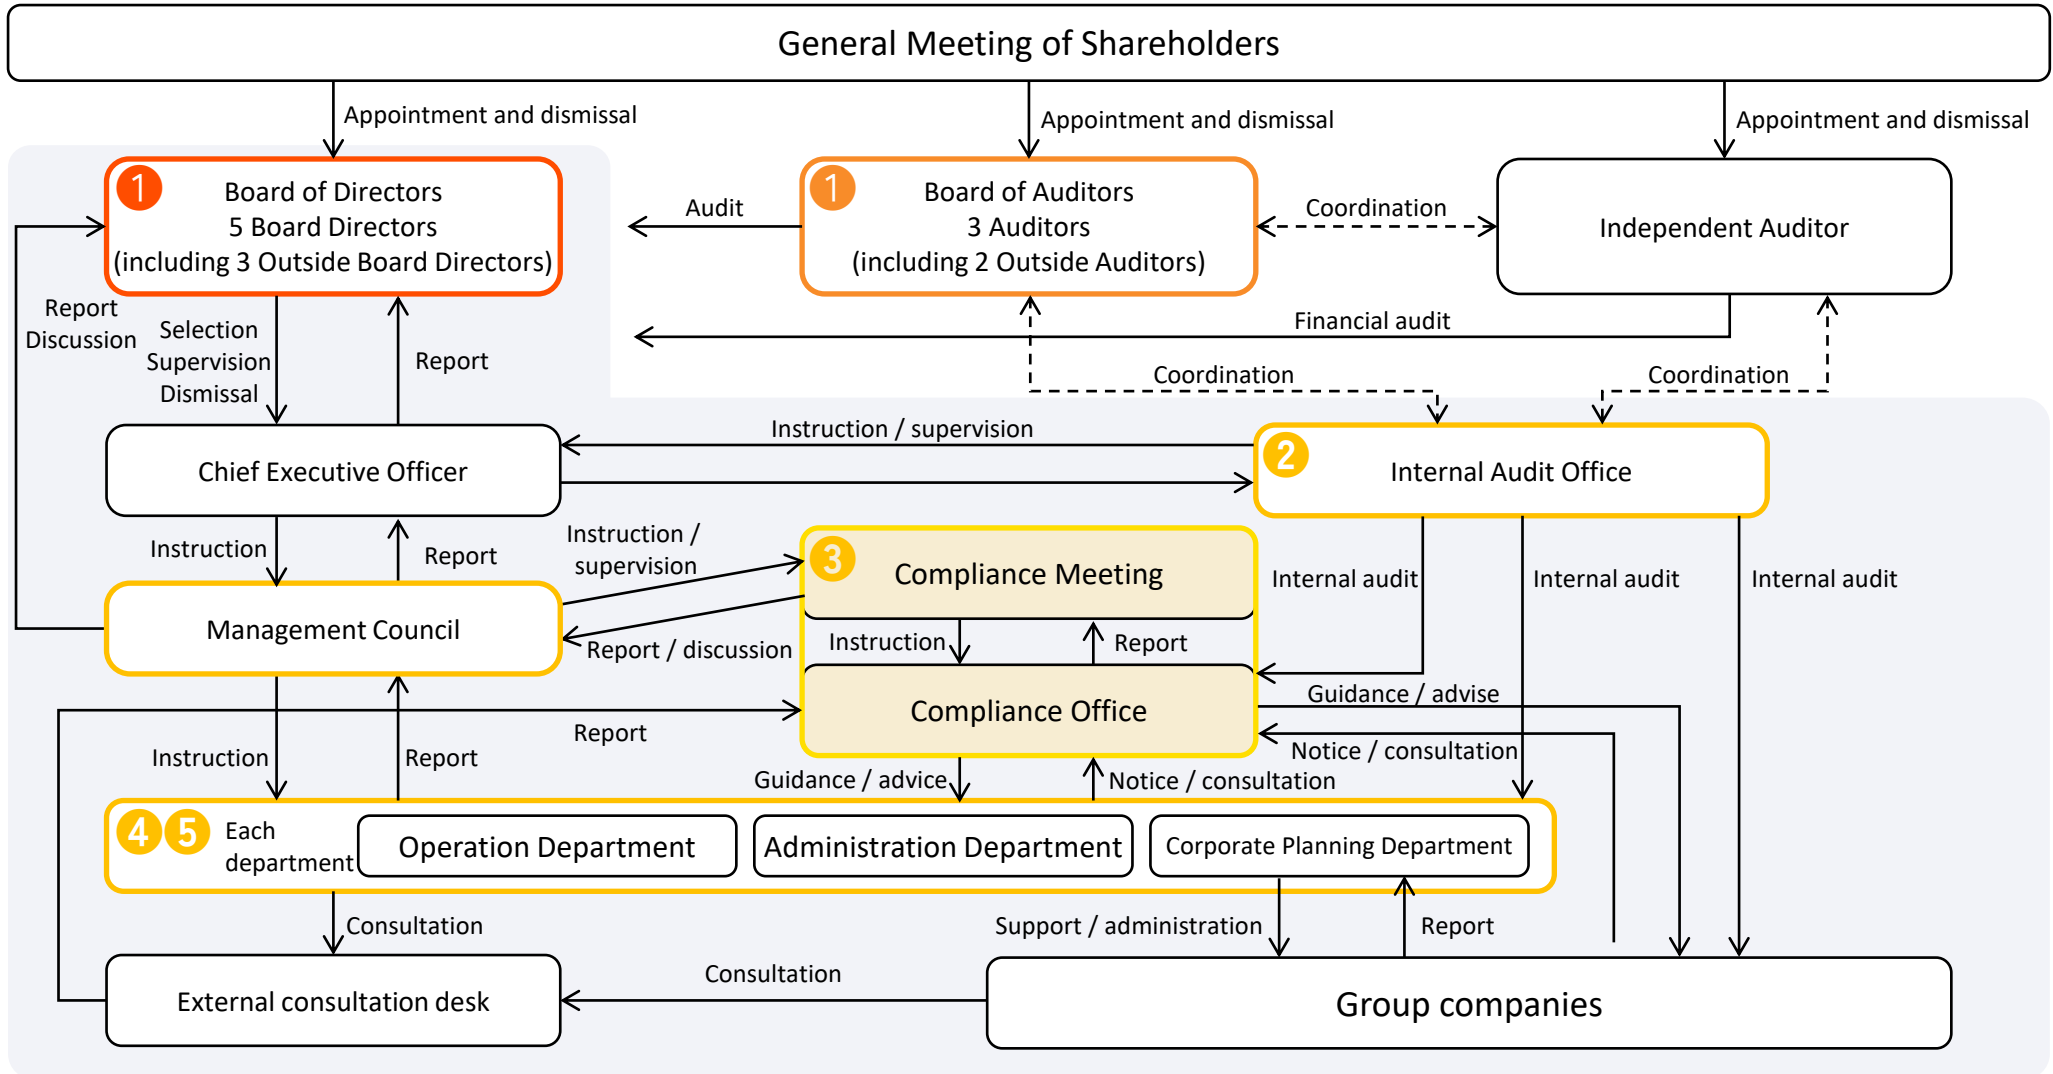 General Meeting of Shareholders
Appointment and dismissal
Appointment and dismissal
Appointment and dismissal
1
Board of Directors
5 Board Directors
(including 3 Outside Board Directors)
Audit
1
Board of Auditors
3 Auditors
(including 2 Outside Auditors)
Coordination
Independent Auditor
Report
Discussion
Selection
Supervision
Dismissal
Report
Financial audit
Coordination
Coordination
Chief Executive Officer
Instruction / supervision
2
Internal Audit Office
Instruction
Report
Instruction /
supervision
3
Compliance Meeting
Internal audit
Internal audit
Internal audit
Management Council
Report / discussion
Instruction
Report
Compliance Office
Guidance / advise
Report
Notice / consultation
Instruction
Report
Guidance / advice
Notice / consultation
4 5
Each
department
Operation Department
Administration Department
Corporate Planning Department
Consultation
Support / administration
Report
External consultation desk
Consultation
Group companies